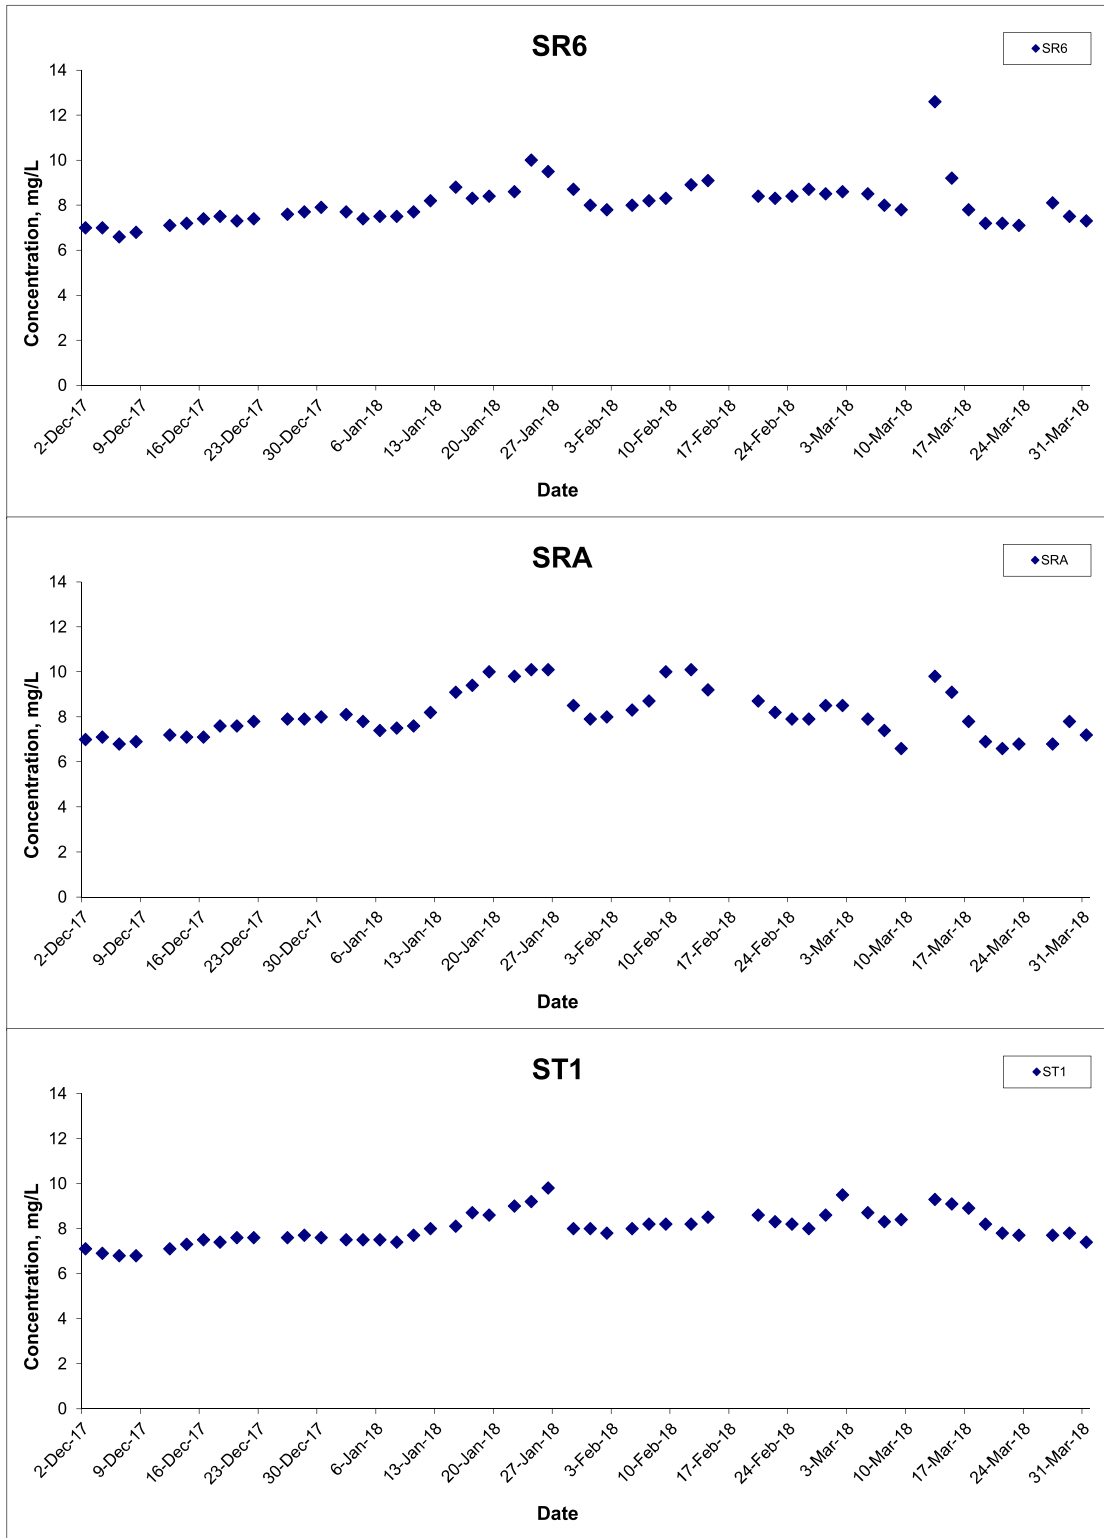 SR6
SR6
14
12
10
8
6
4
2
0
Concentration, mg/L
2-Dec-17
9-Dec-17
16-Dec-17
23-Dec-17
30-Dec-17
6-Jan-18
13-Jan-18
20-Jan-18
27-Jan-18
3-Feb-18
10-Feb-18
17-Feb-18
24-Feb-18
3-Mar-18
10-Mar-18
17-Mar-18
24-Mar-18
31-Mar-18
Date
SRA
SRA
14
12
10
8
6
4
2
0
Concentration, mg/L
2-Dec-17
9-Dec-17
16-Dec-17
23-Dec-17
30-Dec-17
6-Jan-18
13-Jan-18
20-Jan-18
27-Jan-18
3-Feb-18
10-Feb-18
17-Feb-18
24-Feb-18
3-Mar-18
10-Mar-18
17-Mar-18
24-Mar-18
31-Mar-18
Date
ST1
ST1
14
12
10
8
6
4
2
0
Concentration, mg/L
2-Dec-17
9-Dec-17
16-Dec-17
23-Dec-17
30-Dec-17
6-Jan-18
13-Jan-18
20-Jan-18
27-Jan-18
3-Feb-18
10-Feb-18
17-Feb-18
24-Feb-18
3-Mar-18
10-Mar-18
17-Mar-18
24-Mar-18
31-Mar-18
Date